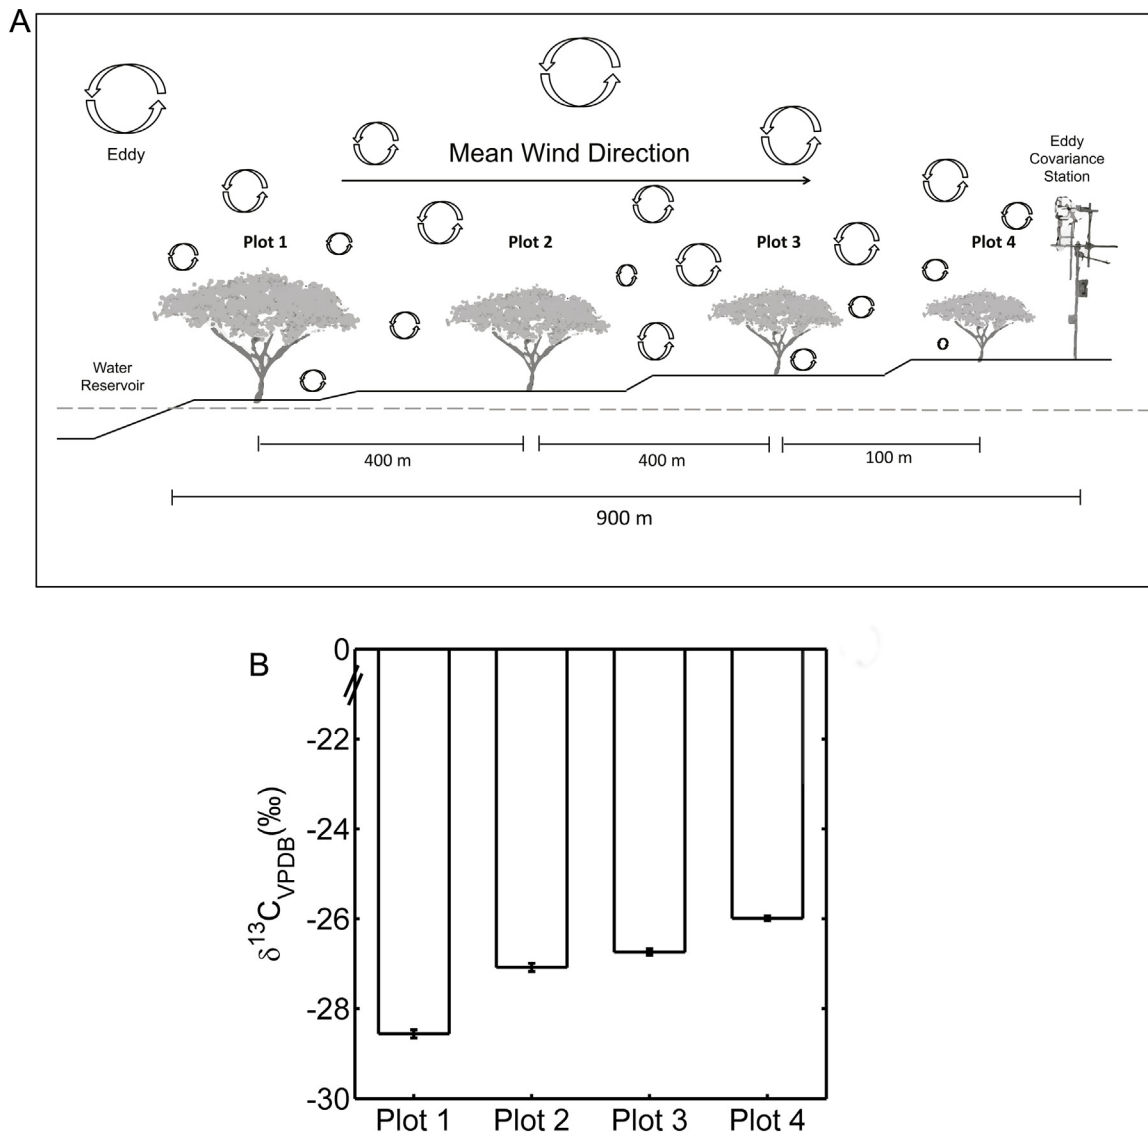 A
Eddy
Mean Wind Direction
Eddy
Covariance
Station
Plot 1
Plot 2
Plot 3
Plot 4
Water
Reservoir
400 m
400 m
100 m
900 m
B
0
-22
-24
-26
-28
-30
δ¹³C_VPDB(‰)
Plot 1 Plot 2 Plot 3 Plot 4